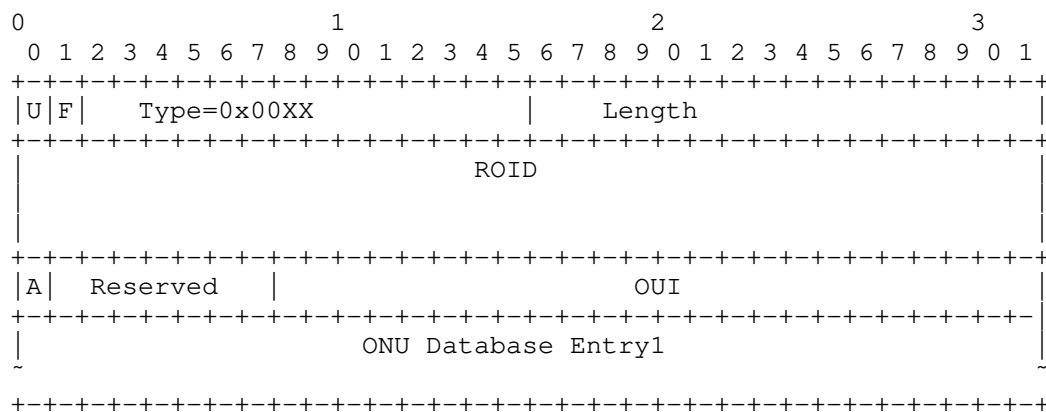 0                   1                   2                   3
 0 1 2 3 4 5 6 7 8 9 0 1 2 3 4 5 6 7 8 9 0 1 2 3 4 5 6 7 8 9 0 1
+-+-+-+-+-+-+-+-+-+-+-+-+-+-+-+-+-+-+-+-+-+-+-+-+-+-+-+-+-+-+-+-+
|U|F|   Type=0x00XX             |    Length                     |
+-+-+-+-+-+-+-+-+-+-+-+-+-+-+-+-+-+-+-+-+-+-+-+-+-+-+-+-+-+-+-+-+
|                            ROID                               |
|                                                               |
|                                                               |
+-+-+-+-+-+-+-+-+-+-+-+-+-+-+-+-+-+-+-+-+-+-+-+-+-+-+-+-+-+-+-+-+
|A|  Reserved   |                      OUI                      |
+-+-+-+-+-+-+-+-+-+-+-+-+-+-+-+-+-+-+-+-+-+-+-+-+-+-+-+-+-+-+-+-|
|                     ONU Database Entry1                       |
~                                                               ~
+-+-+-+-+-+-+-+-+-+-+-+-+-+-+-+-+-+-+-+-+-+-+-+-+-+-+-+-+-+-+-+-+